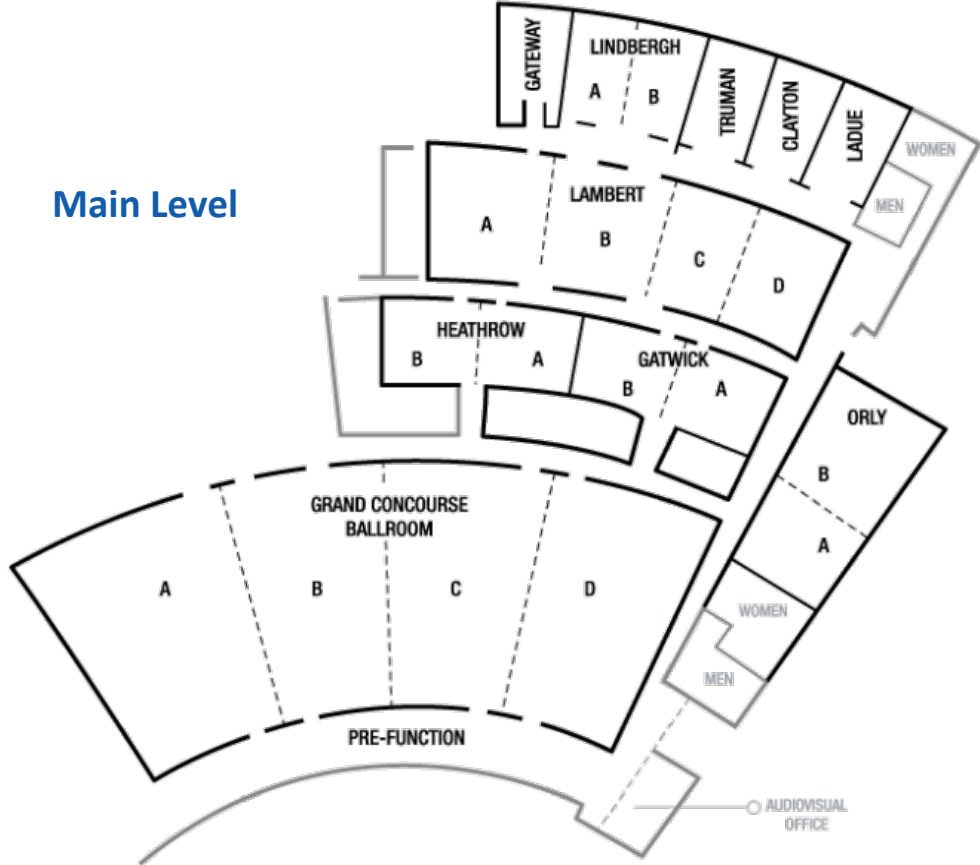 Main Level
GATEWAY
LINDBERGH
A
B
TRUMAN
CLAYTON
LADUE
WOMEN
MEN
LAMBERT
A
B
C
D
HEATHROW
B
A
GATWICK
B
A
ORLY
B
A
WOMEN
MEN
GRAND CONCOURSE
BALLROOM
A
B
C
D
PRE-FUNCTION
AUDIOVISUAL
OFFICE